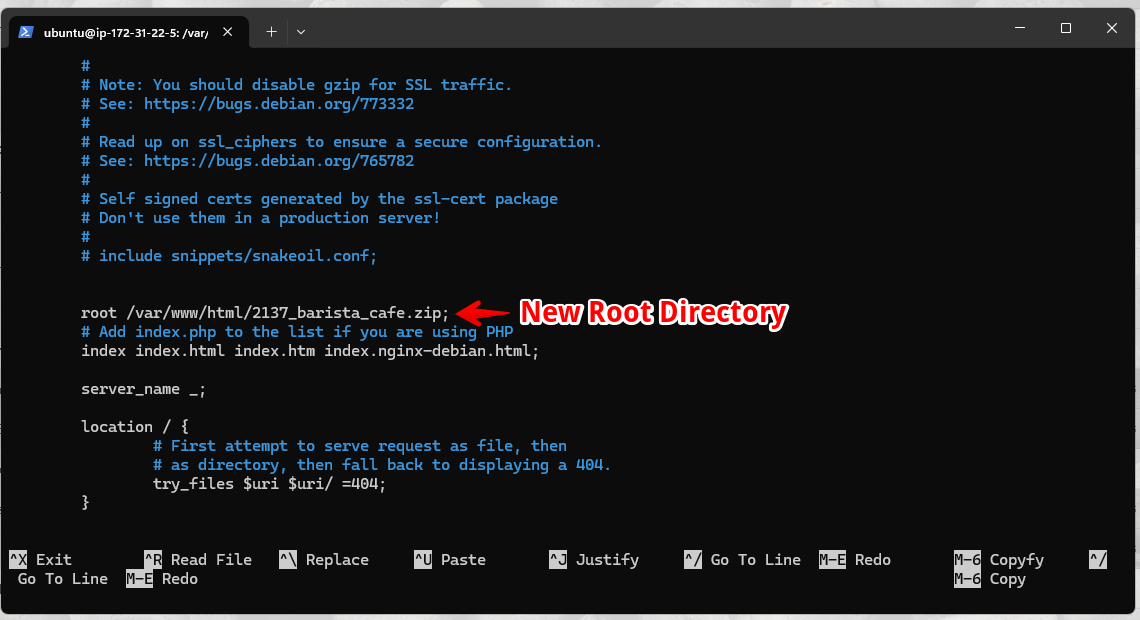 ubuntu@ip-172-31-22-5: /var/
#
# Note: You should disable gzip for SSL traffic.
# See: https://bugs.debian.org/773332
#
# Read up on ssl_ciphers to ensure a secure configuration.
# See: https://bugs.debian.org/765782
#
# Self signed certs generated by the ssl-cert package
# Don't use them in a production server!
#
# include snippets/snakeoil.conf;
root /var/www/html/2137_barista_cafe.zip; New Root Directory
# Add index.php to the list if you are using PHP
index index.html index.htm index.nginx-debian.html;
server_name _;
location / {
# First attempt to serve request as file, then
# as directory, then fall back to displaying a 404.
try_files $uri $uri/ =404;
}
^X Exit ^R Read File ^\ Replace ^U Paste ^J Justify ^/ Go To Line M-E Redo M-6 Copyfy ^/
Go To Line M-E Redo M-6 Copy